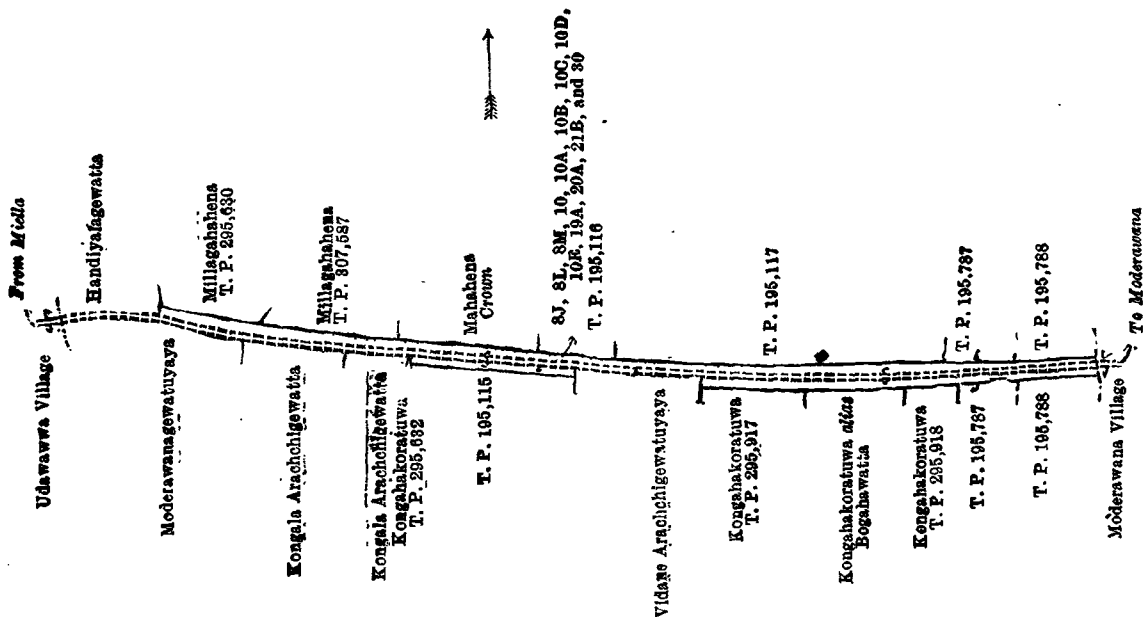 From Miella
Udawawwa Village
Handiyalagewatta
Moderawanagewatuyaya
Millagahahena
T. P. 295,630
Kongala Arachchigewatta
Millagahahena
T. P. 307,587
Kongala Arachchigewatta
Kongahakoratuwa
T. P. 295,632
Mahahena
Crown
T. P. 195,115
8J, 8L, 8M, 10, 10A, 10B, 10C, 10D,
10E, 19A, 20A, 21B, and 30
T. P. 195,116
Vidane Arachchigewatuyaya
Kongahakoratuwa
T. P. 295,917
T. P. 195,117
Kongahakoratuwa alias
Bogahawatta
Kongahakoratuwa
T. P. 295,918
T. P. 195,787
T. P. 195,787
T. P. 195,788
T. P. 195,788
Moderawana Village
To Moderawana